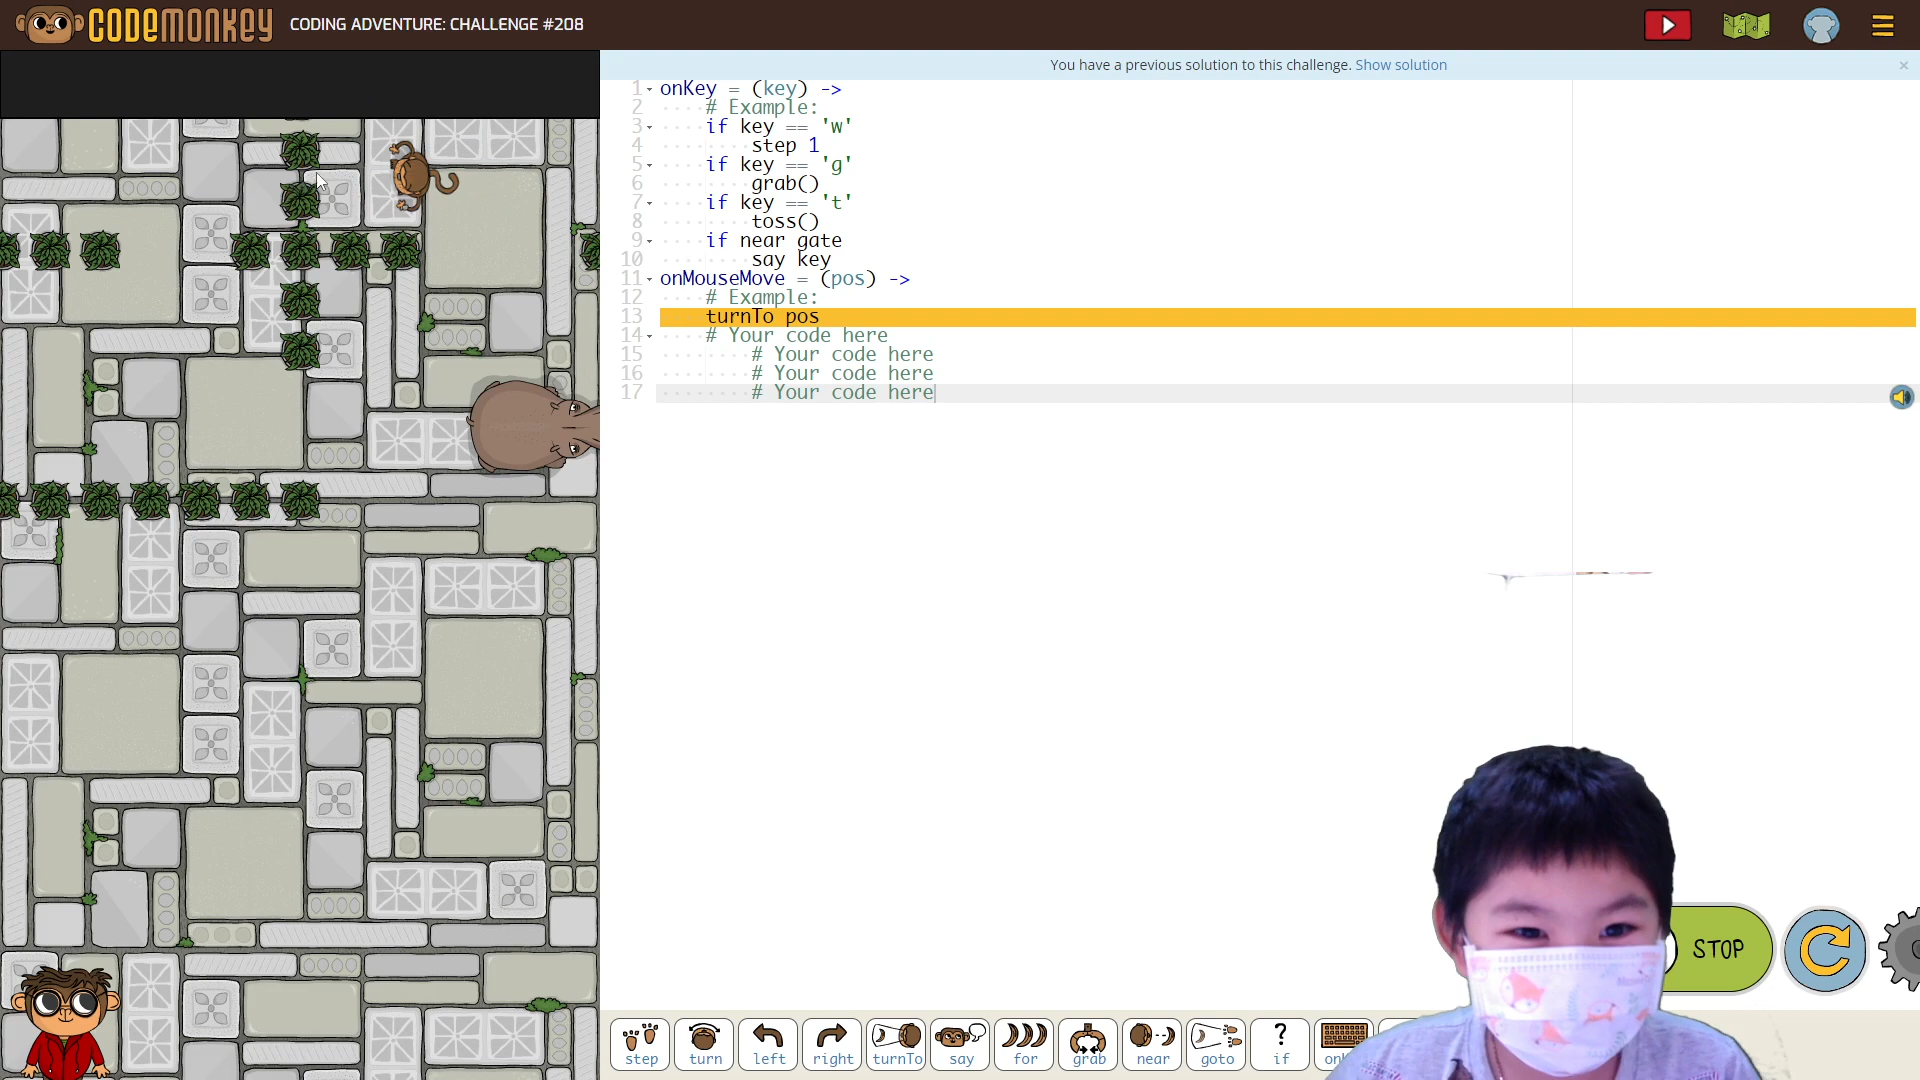 CODEMONKEY CODING ADVENTURE: CHALLENGE #208
You have a previous solution to this challenge. Show solution ×
1 onKey = (key) ->
2 # Example:
3 if key == 'w'
4 step 1
5 if key == 'g'
6 grab()
7 if key == 't'
8 toss()
9 if near gate
10 say key
11 onMouseMove = (pos) ->
12 # Example:
13 turnTo pos
14 # Your code here
15 # Your code here
16 # Your code here
17 # Your code here
STOP
step turn left right turnTo say for grab near goto if